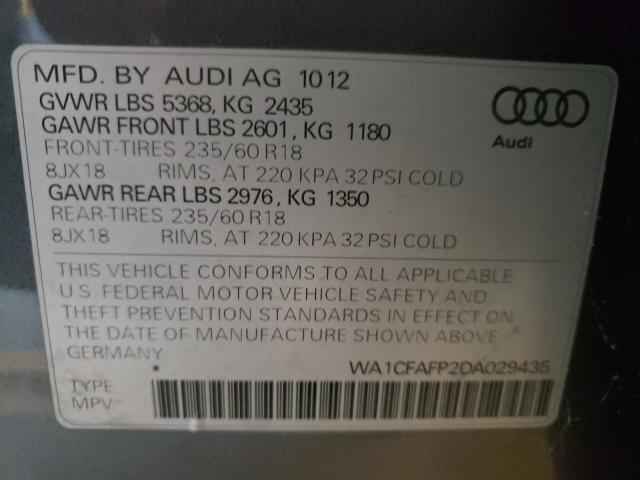 MFD. BY AUDI AG 1012
GVWR LBS 5368, KG 2435
GAWR FRONT LBS 2601, KG 1180
FRONT-TIRES 235/60 R18
8JX18 RIMS, AT 220 KPA 32 PSI COLD
GAWR REAR LBS 2976, KG 1350
REAR-TIRES 235/60 R18
8JX18 RIMS, AT 220 KPA 32 PSI COLD
Audi
THIS VEHICLE CONFORMS TO ALL APPLICABLE
U.S. FEDERAL MOTOR VEHICLE SAFETY AND
THEFT PREVENTION STANDARDS IN EFFECT ON
THE DATE OF MANUFACTURE SHOWN ABOVE
GERMANY
WA1CFAFP2DA029435
TYPE
MPV